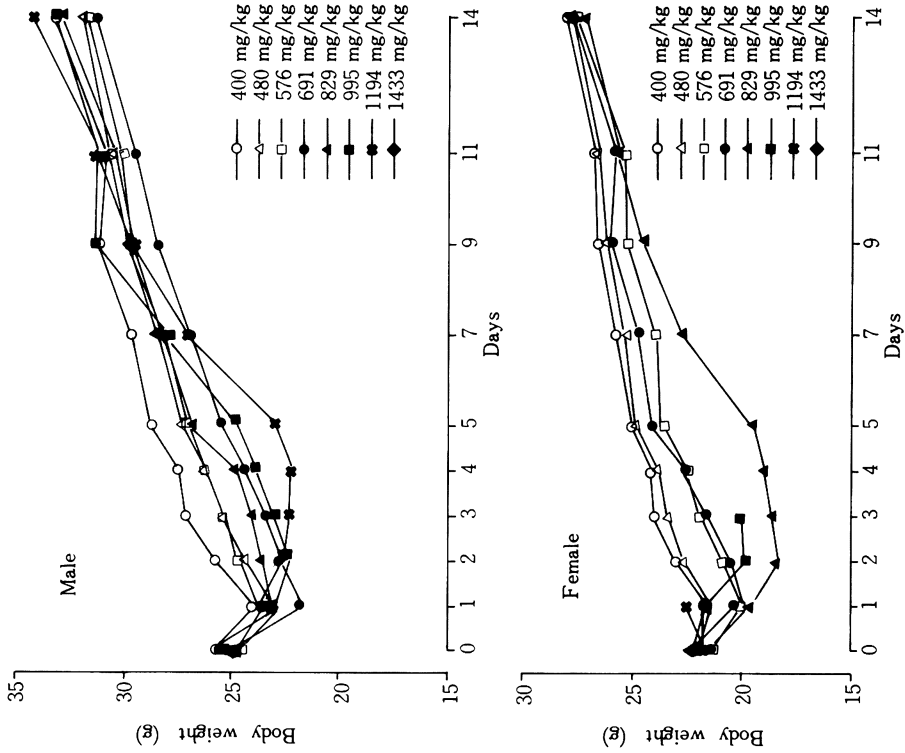 Male
35
30
25
20
15
Body weight (g)
0 1 2 3 4 5 7 9 11 14
Days
400 mg/kg
480 mg/kg
576 mg/kg
691 mg/kg
829 mg/kg
995 mg/kg
1194 mg/kg
1433 mg/kg
Female
30
25
20
15
Body weight (g)
0 1 2 3 4 5 7 9 11 14
Days
400 mg/kg
480 mg/kg
576 mg/kg
691 mg/kg
829 mg/kg
995 mg/kg
1194 mg/kg
1433 mg/kg